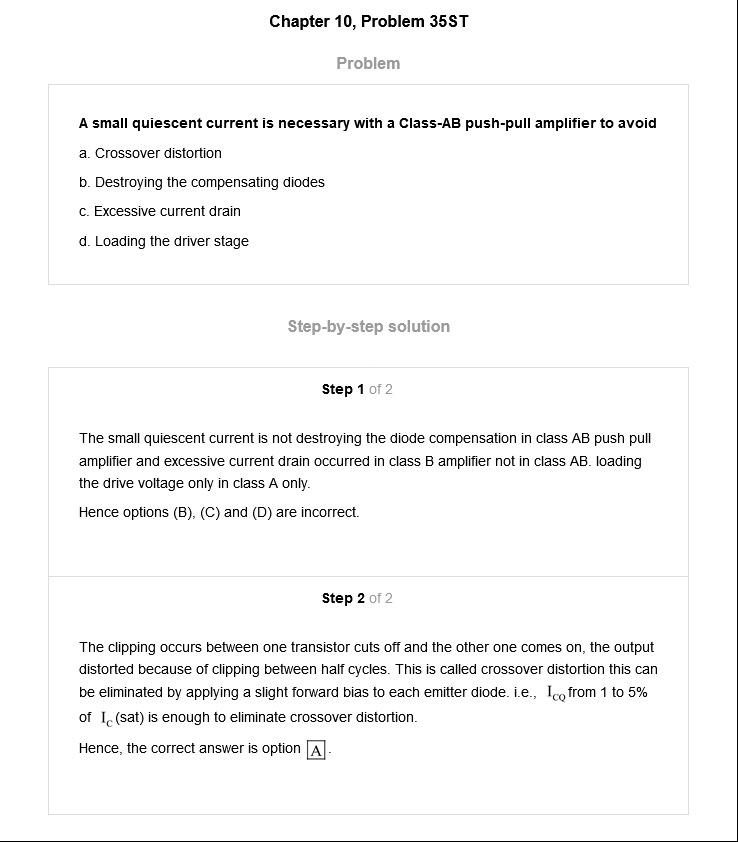 Chapter 10, Problem 35ST
Problem
A small quiescent current is necessary with a Class-AB push-pull amplifier to avoid
a. Crossover distortion
b. Destroying the compensating diodes
c. Excessive current drain
d. Loading the driver stage
Step-by-step solution
Step 1 of 2
The small quiescent current is not destroying the diode compensation in class AB push pull
amplifier and excessive current drain occurred in class B amplifier not in class AB. loading
the drive voltage only in class A only.
Hence options (B), (C) and (D) are incorrect.
Step 2 of 2
The clipping occurs between one transistor cuts off and the other one comes on, the output
distorted because of clipping between half cycles. This is called crossover distortion this can
be eliminated by applying a slight forward bias to each emitter diode. i.e., I_CQ from 1 to 5%
of I_C (sat) is enough to eliminate crossover distortion.
Hence, the correct answer is option A.